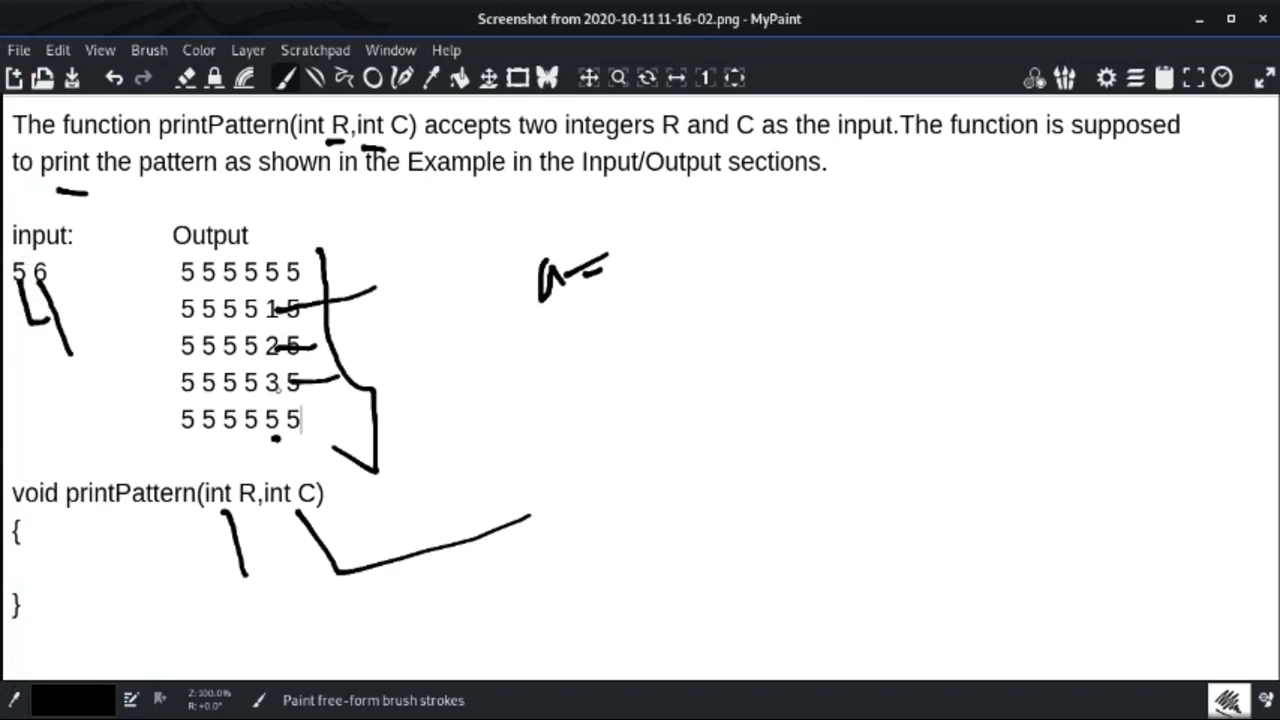 Screenshot from 2020-10-11 11-16-02.png - MyPaint
File Edit View Brush Color Layer Scratchpad Window Help
The function printPattern(int R,int C) accepts two integers R and C as the input.The function is supposed
to print the pattern as shown in the Example in the Input/Output sections.
input: Output
5 6 5 5 5 5 5 5
a=
5 5 5 5 1 5
5 5 5 5 2 5
5 5 5 5 3 5
5 5 5 5 5 5
void printPattern(int R,int C)
{
}
Z: 100.0%
R: +0.0°
Paint free-form brush strokes